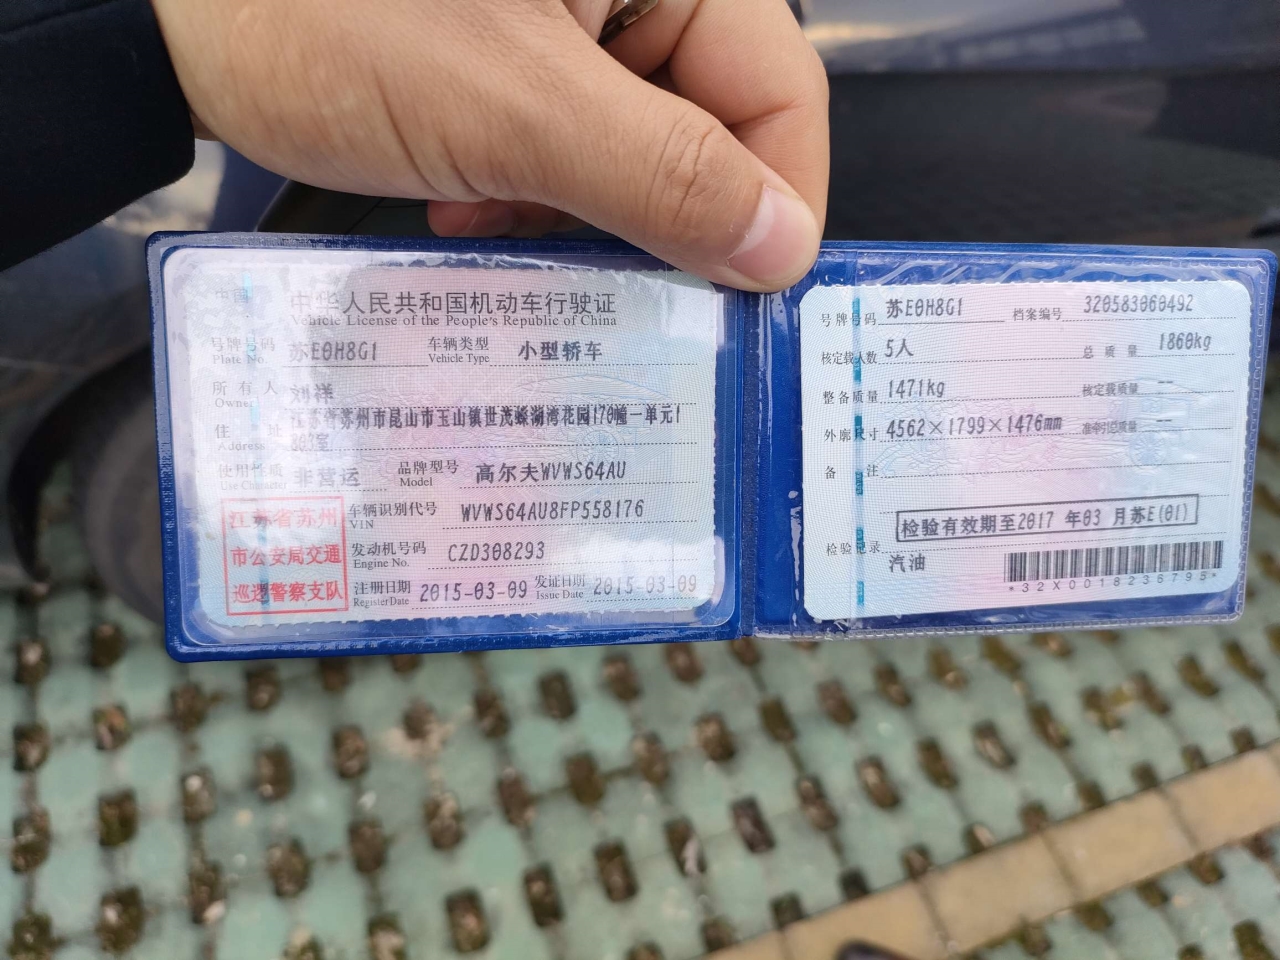 中国 中华人民共和国机动车行驶证
Vehicle License of the People's Republic of China
号牌号码 苏E0H8G1 车辆类型 小型轿车
Plate No. Vehicle Type
所有人 刘祥
Owner
住址 江苏省苏州市昆山市玉山镇世茂蝶湖湾花园170幢一单元1
Address 803室
使用性质 非营运 品牌型号 高尔夫WVWS64AU
Use Character Model
江苏省苏州
市公安局交通
巡逻警察支队
车辆识别代号 WVWS64AU8FP558176
VIN
发动机号码 CZD308293
Engine No.
注册日期 2015-03-09 发证日期 2015-03-09
Register Date Issue Date
号牌号码 苏E0H8G1 档案编号 320583060492
核定载人数 5人 总质量 1860kg
整备质量 1471kg 核定载质量 --
外廓尺寸 4562×1799×1476mm 准牵引总质量 --
备注
检验有效期至2017 年03 月苏E(01)
检验记录
汽油
*32X0018236795*